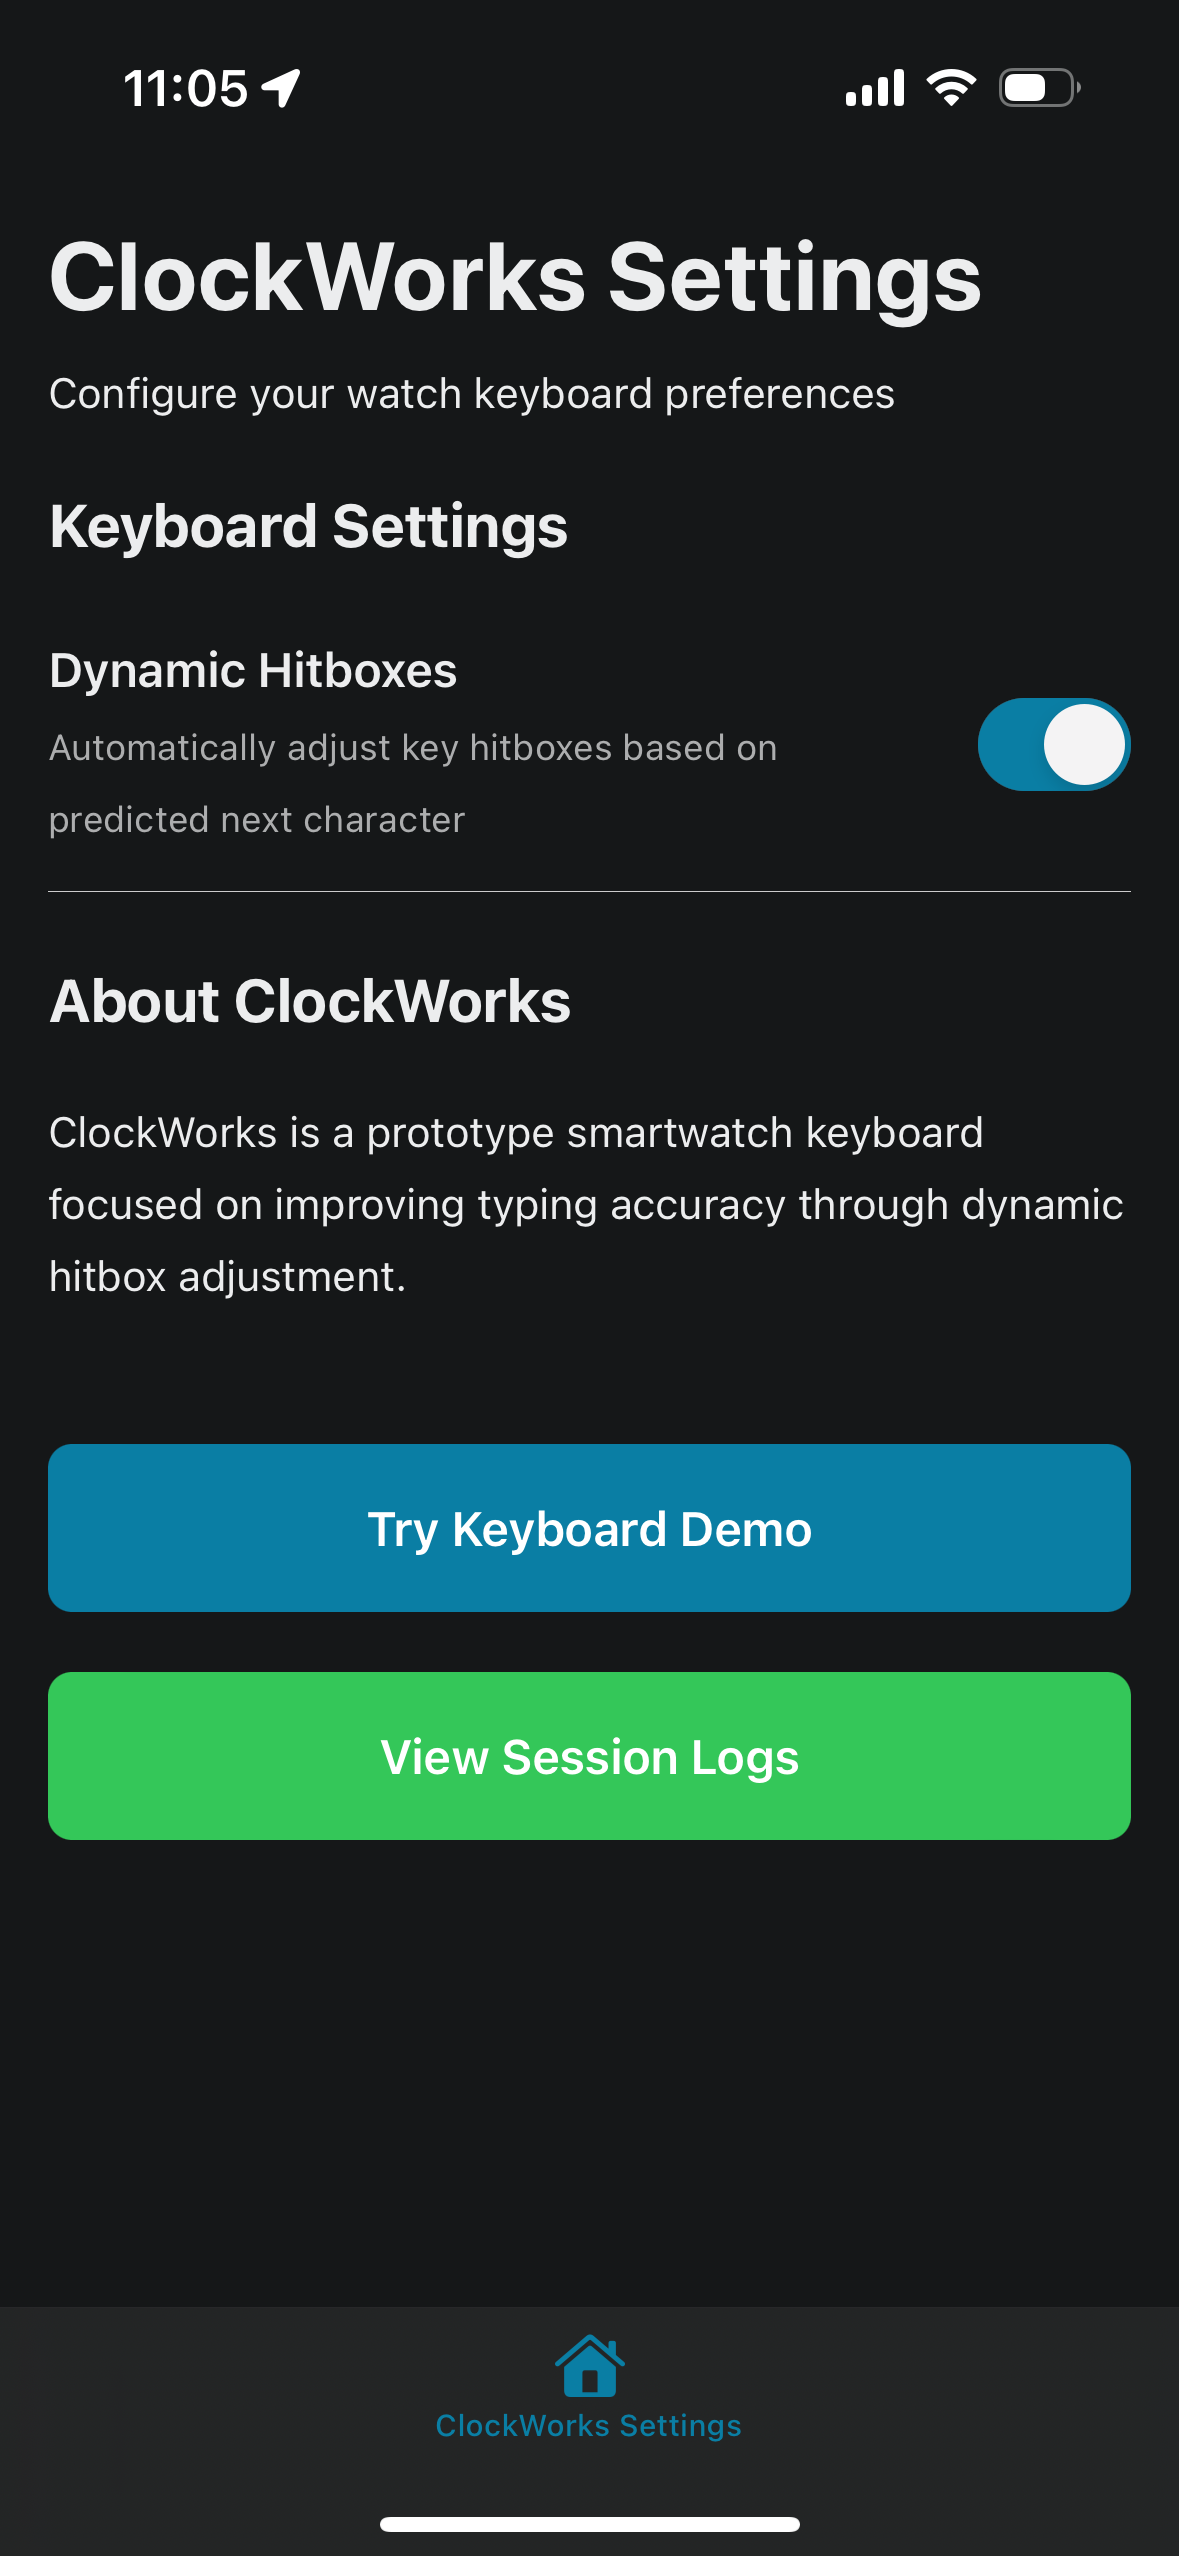 11:05
ClockWorks Settings
Configure your watch keyboard preferences
Keyboard Settings
Dynamic Hitboxes
Automatically adjust key hitboxes based on
predicted next character
About ClockWorks
ClockWorks is a prototype smartwatch keyboard
focused on improving typing accuracy through dynamic
hitbox adjustment.
Try Keyboard Demo
View Session Logs
ClockWorks Settings